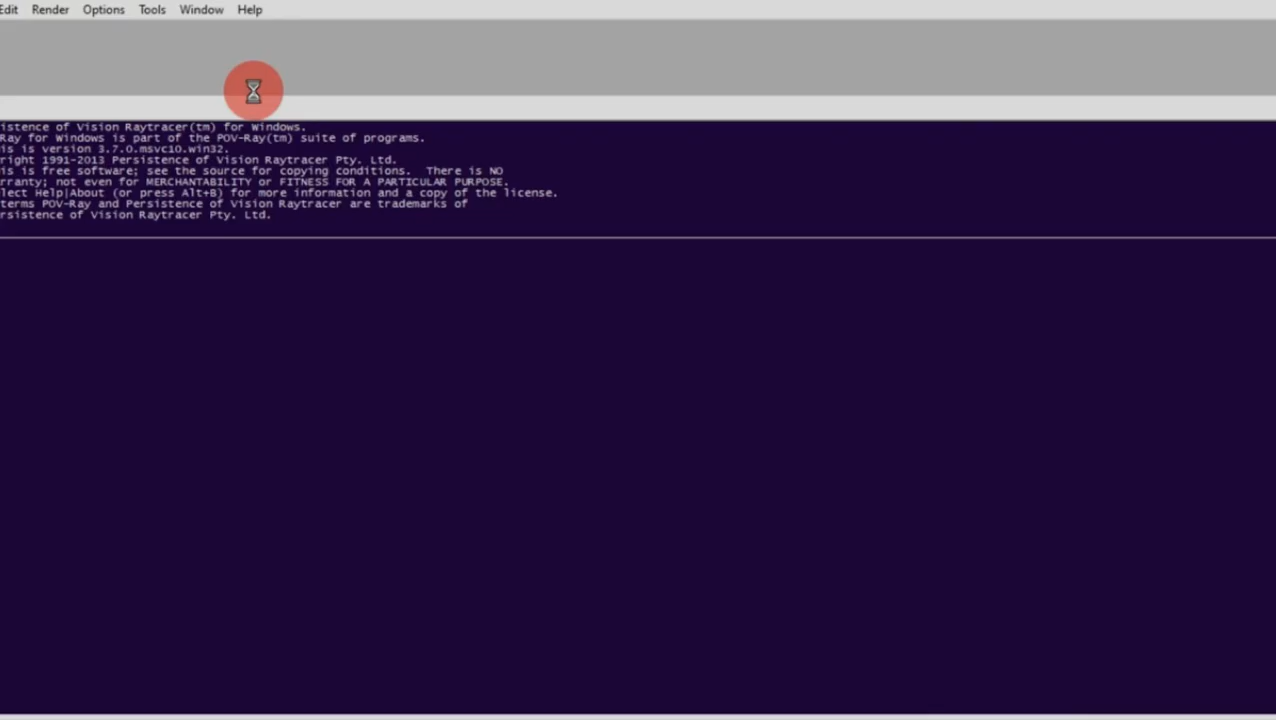 Edit Render Options Tools Window Help
istence of Vision Raytracer(tm) for Windows.
Ray for Windows is part of the POV-Ray(tm) suite of programs.
is is version 3.7.0.msvc10.win32.
right 1991-2013 Persistence of Vision Raytracer Pty. Ltd.
is is free software; see the source for copying conditions.  There is NO
rranty; not even for MERCHANTABILITY or FITNESS FOR A PARTICULAR PURPOSE.
lect Help|About (or press Alt+B) for more information and a copy of the license.
terms POV-Ray and Persistence of Vision Raytracer are trademarks of
rsistence of Vision Raytracer Pty. Ltd.